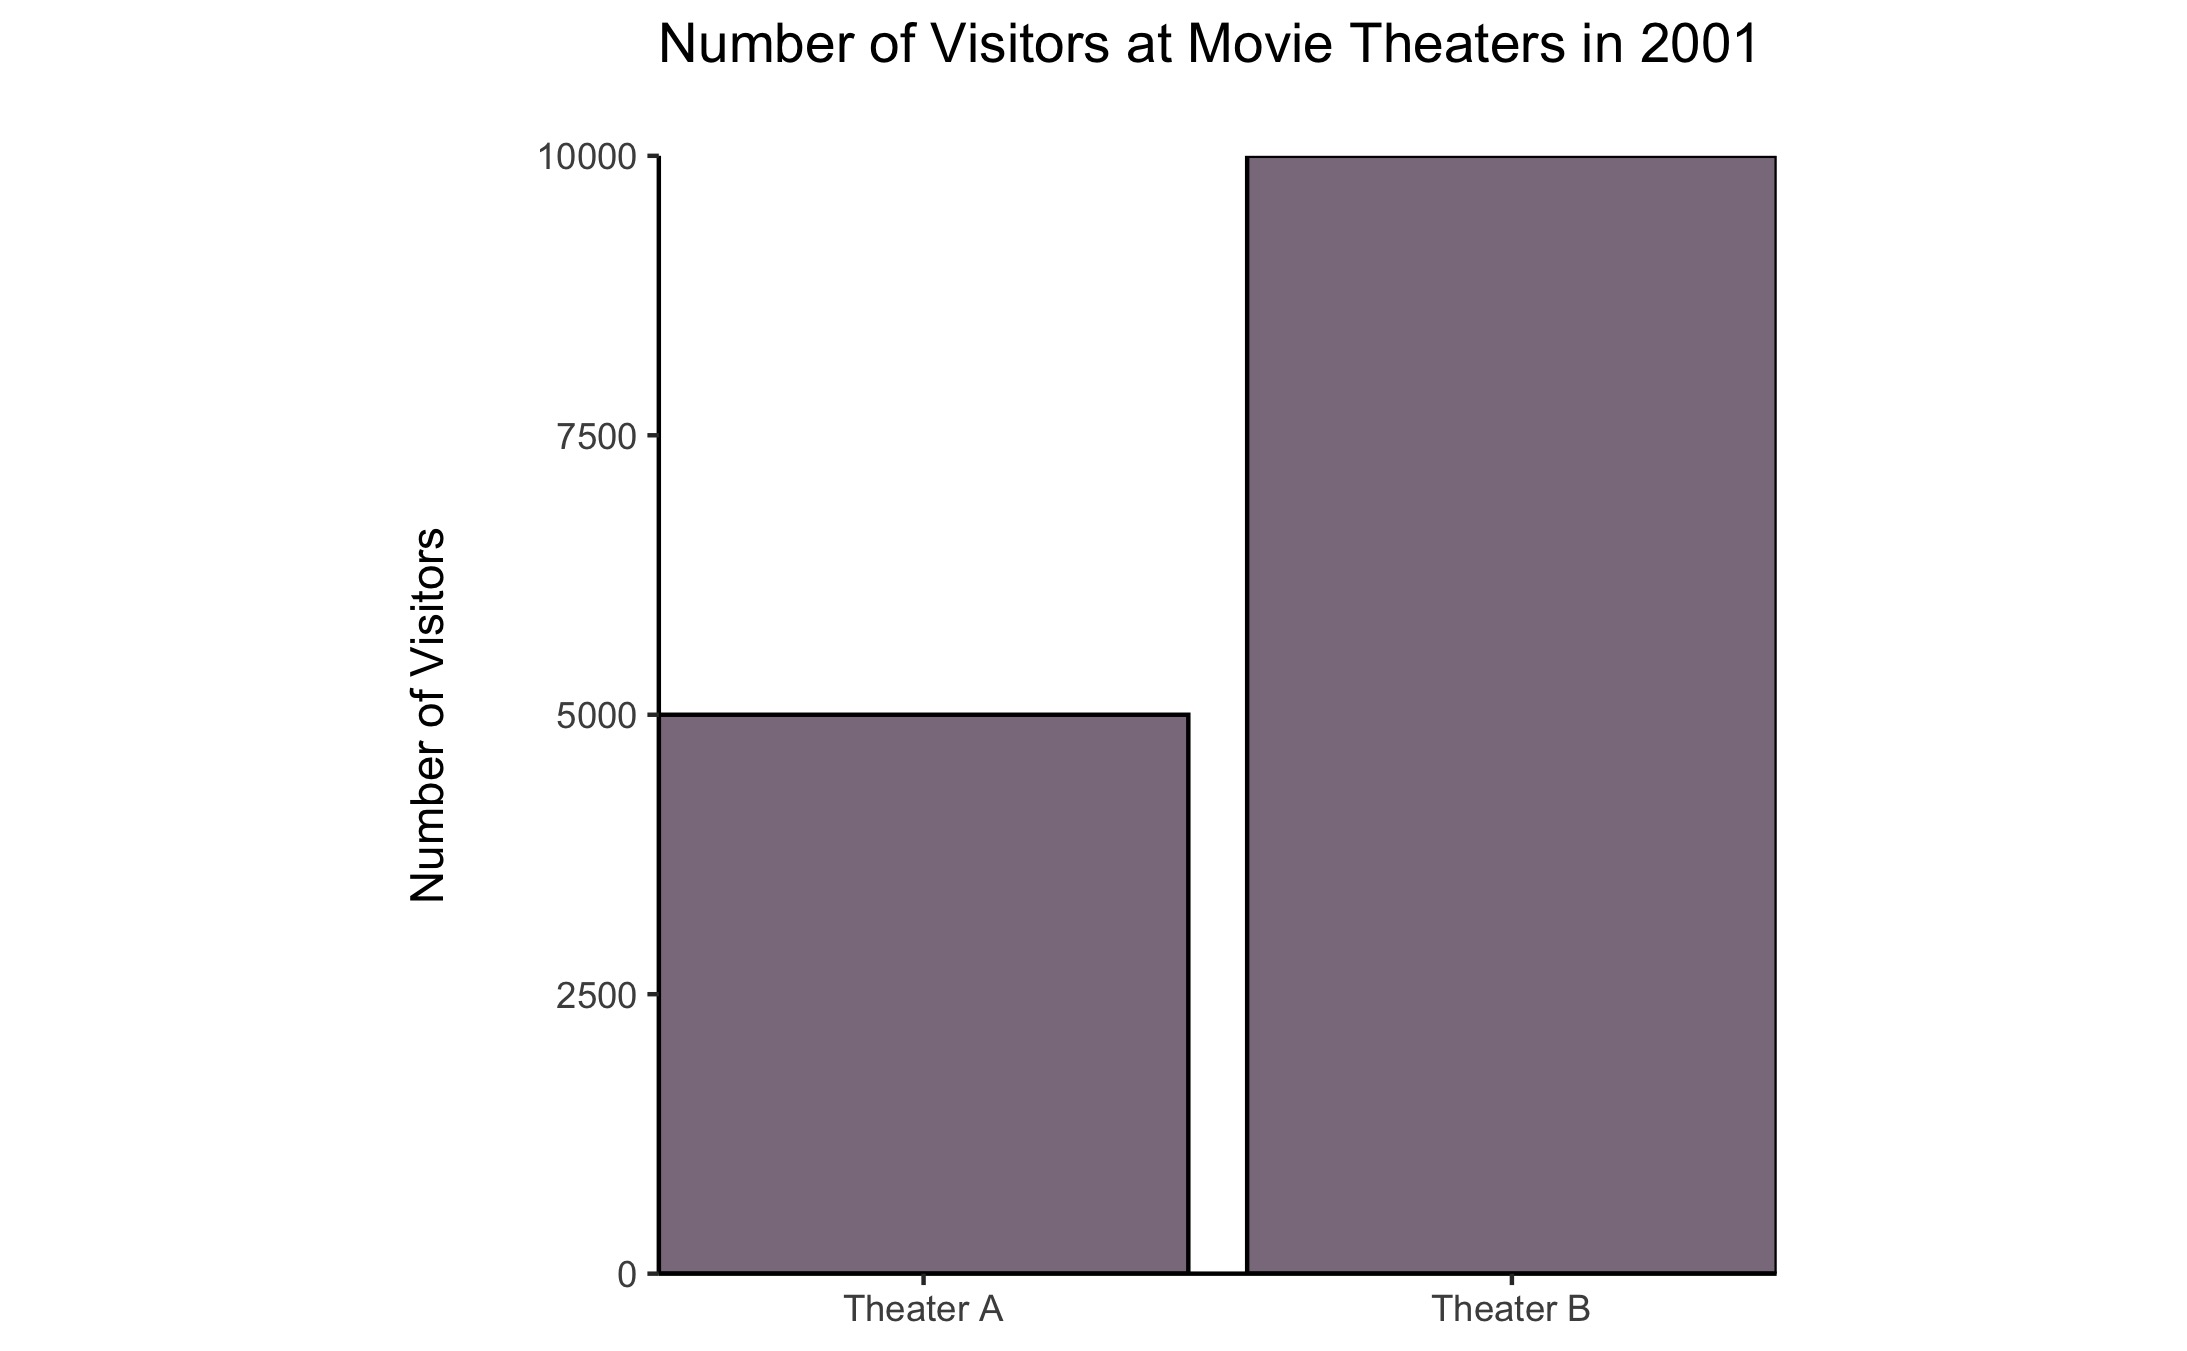 Number of Visitors at Movie Theaters in 2001
Number of Visitors
10000
7500
5000
2500
0
Theater A
Theater B